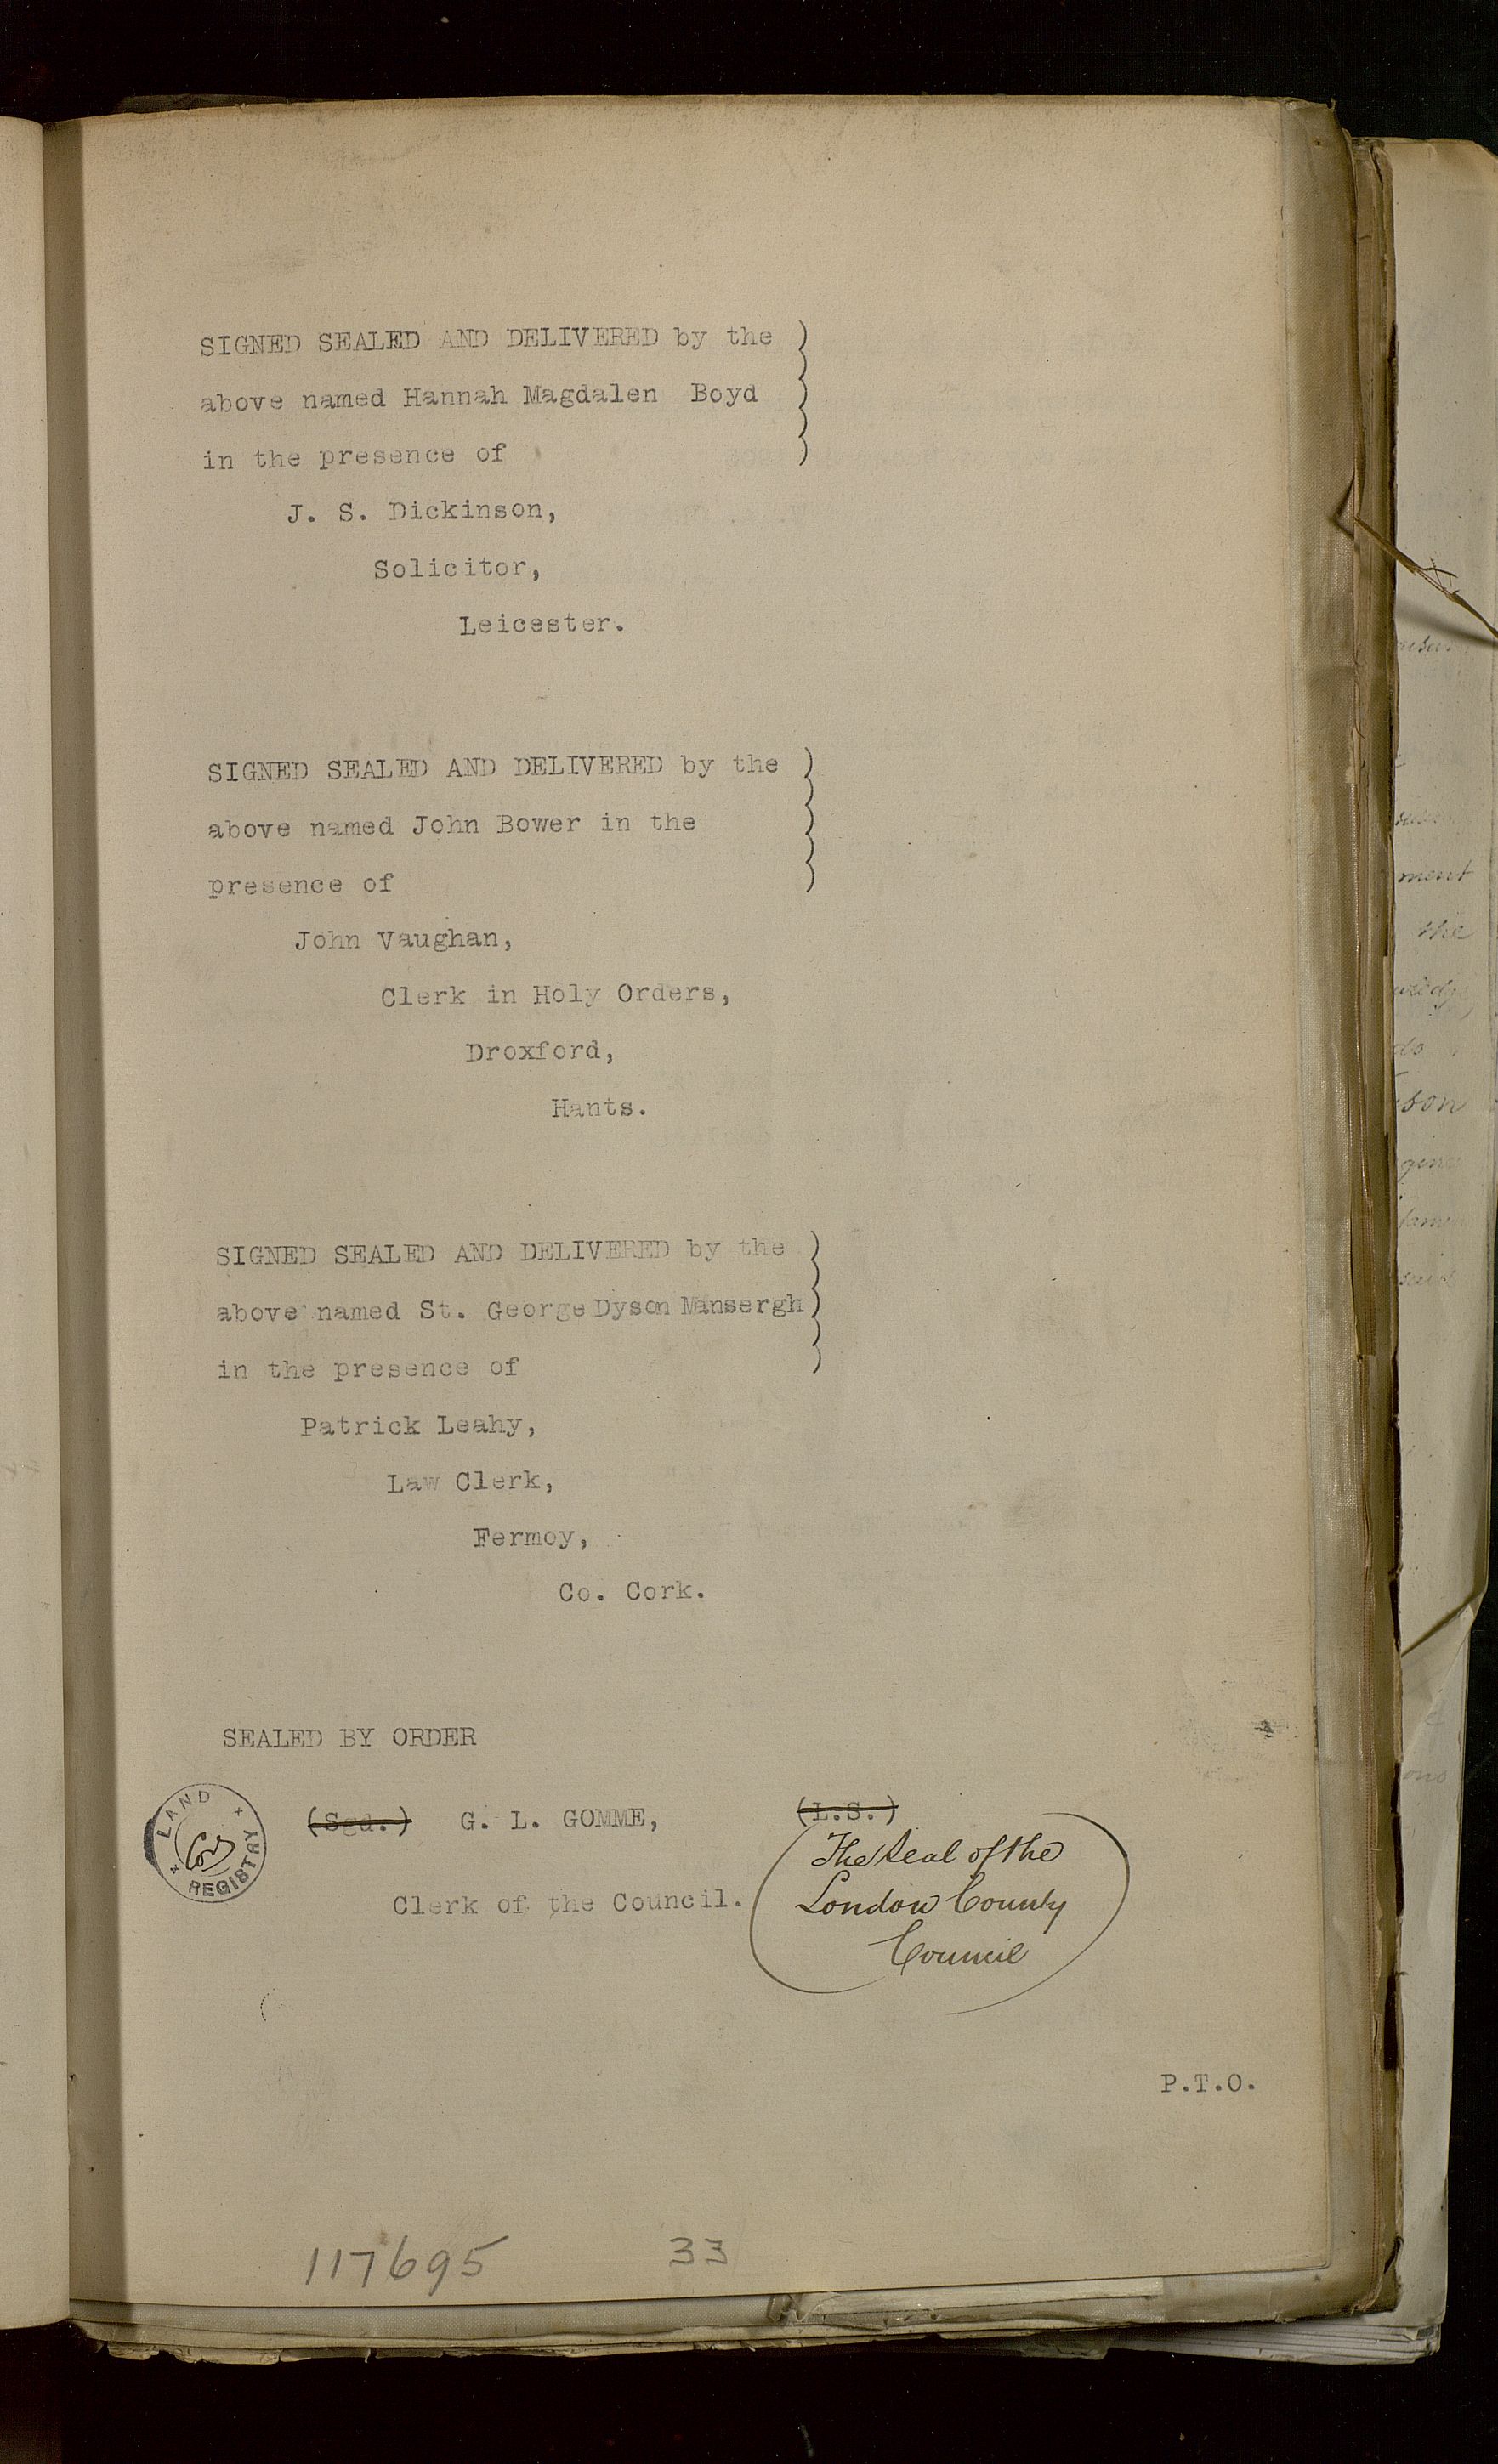 SIGNED SEALED AND DELIVERED by the )
above named Hannah Magdalen Boyd )
in the presence of )
J. S. Dickinson,
Solicitor,
Leicester.
SIGNED SEALED AND DELIVERED by the )
above named John Bower in the )
presence of )
John Vaughan,
Clerk in Holy Orders,
Droxford,
Hants.
SIGNED SEALED AND DELIVERED by the )
above named St. George Dyson Mansergh )
in the presence of )
Patrick Leahy,
Law Clerk,
Fermoy,
Co. Cork.
SEALED BY ORDER
(Sgd.) G. L. GOMME, (L.S.)
Clerk of the Council.
The Seal of the
London County
Council
LAND REGISTRY
P.T.O.
117695 33
ment
the
son